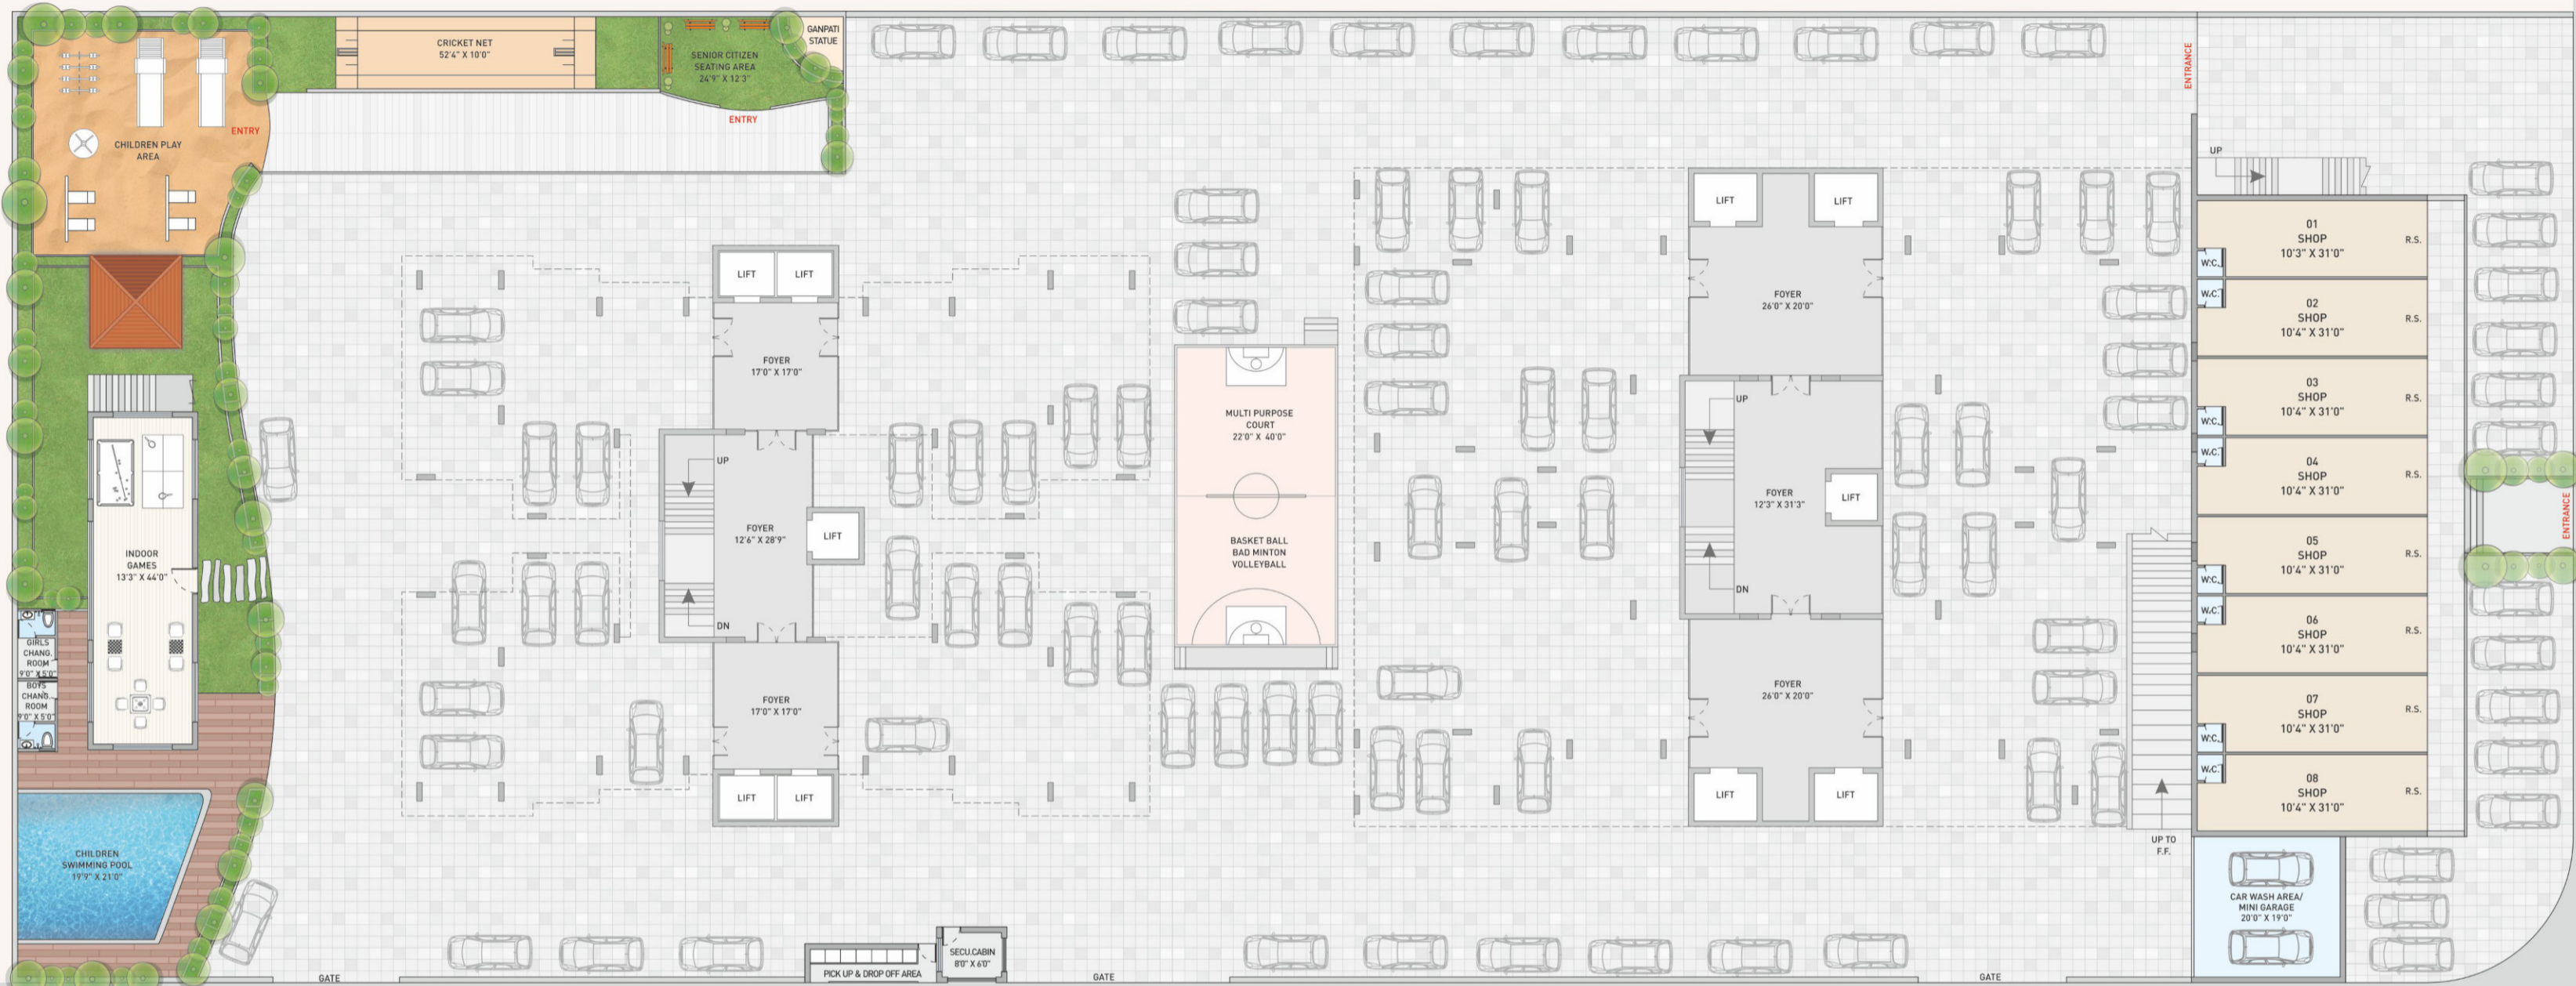 CRICKET NET
52'4" X 10'0"
SENIOR CITIZEN
SEATING AREA
24'9" X 12'3"
GANPATI
STATUE
ENTRY
ENTRY
CHILDREN PLAY
AREA
ENTRANCE
UP
LIFT
LIFT
FOYER
17'0" X 17'0"
UP
FOYER
12'6" X 28'9"
LIFT
DN
FOYER
17'0" X 17'0"
LIFT
LIFT
INDOOR
GAMES
13'3" X 44'0"
GIRLS
CHANG.
ROOM
9'0" X 5'0"
BOYS
CHANG.
ROOM
9'0" X 5'0"
CHILDREN
SWIMMING POOL
19'9" X 21'0"
MULTI PURPOSE
COURT
22'0" X 40'0"
BASKET BALL
BAD MINTON
VOLLEYBALL
LIFT
LIFT
FOYER
26'0" X 20'0"
UP
FOYER
12'3" X 31'3"
LIFT
DN
FOYER
26'0" X 20'0"
LIFT
LIFT
01
SHOP
10'3" X 31'0"
R.S.
W.C.
02
SHOP
10'4" X 31'0"
R.S.
W.C.
03
SHOP
10'4" X 31'0"
R.S.
W.C.
04
SHOP
10'4" X 31'0"
R.S.
W.C.
05
SHOP
10'4" X 31'0"
R.S.
W.C.
06
SHOP
10'4" X 31'0"
R.S.
W.C.
07
SHOP
10'4" X 31'0"
R.S.
W.C.
08
SHOP
10'4" X 31'0"
R.S.
W.C.
ENTRANCE
UP TO
F.F.
CAR WASH AREA/
MINI GARAGE
20'0" X 19'0"
PICK UP & DROP OFF AREA
SECU.CABIN
8'0" X 6'0"
GATE
GATE
GATE